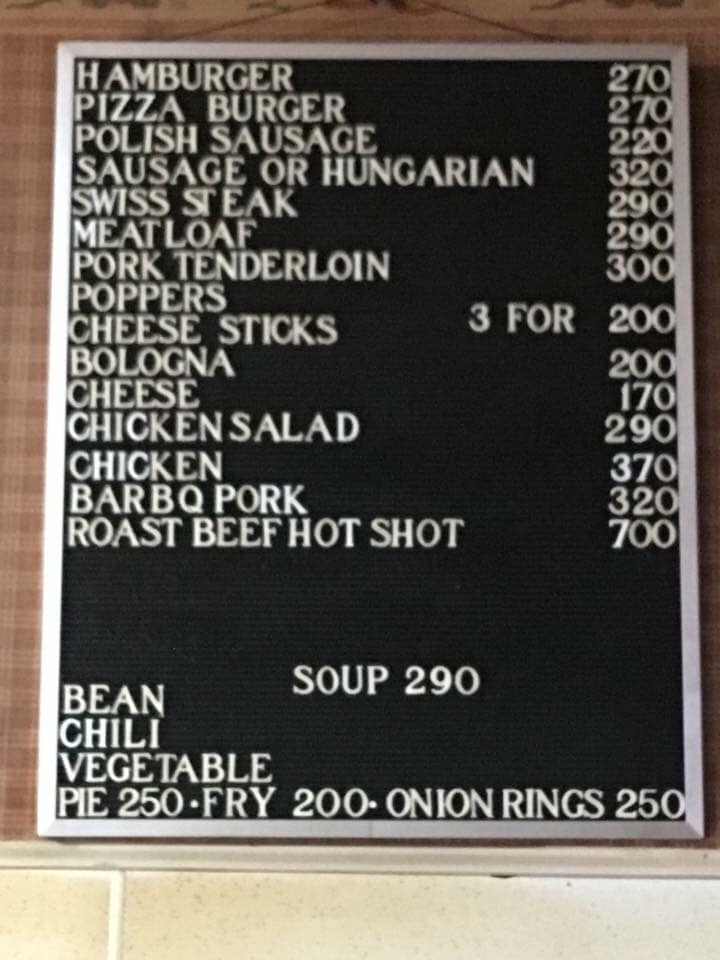 HAMBURGER 270
PIZZA BURGER 270
POLISH SAUSAGE 220
SAUSAGE OR HUNGARIAN 320
SWISS STEAK 290
MEATLOAF 290
PORK TENDERLOIN 300
POPPERS
3 FOR 200
CHEESE STICKS
BOLOGNA 200
CHEESE 170
CHICKEN SALAD 290
CHICKEN 370
BAR B Q PORK 320
ROAST BEEF HOT SHOT 700
SOUP 290
BEAN
CHILI
VEGETABLE
PIE 250 · FRY 200 · ONION RINGS 250